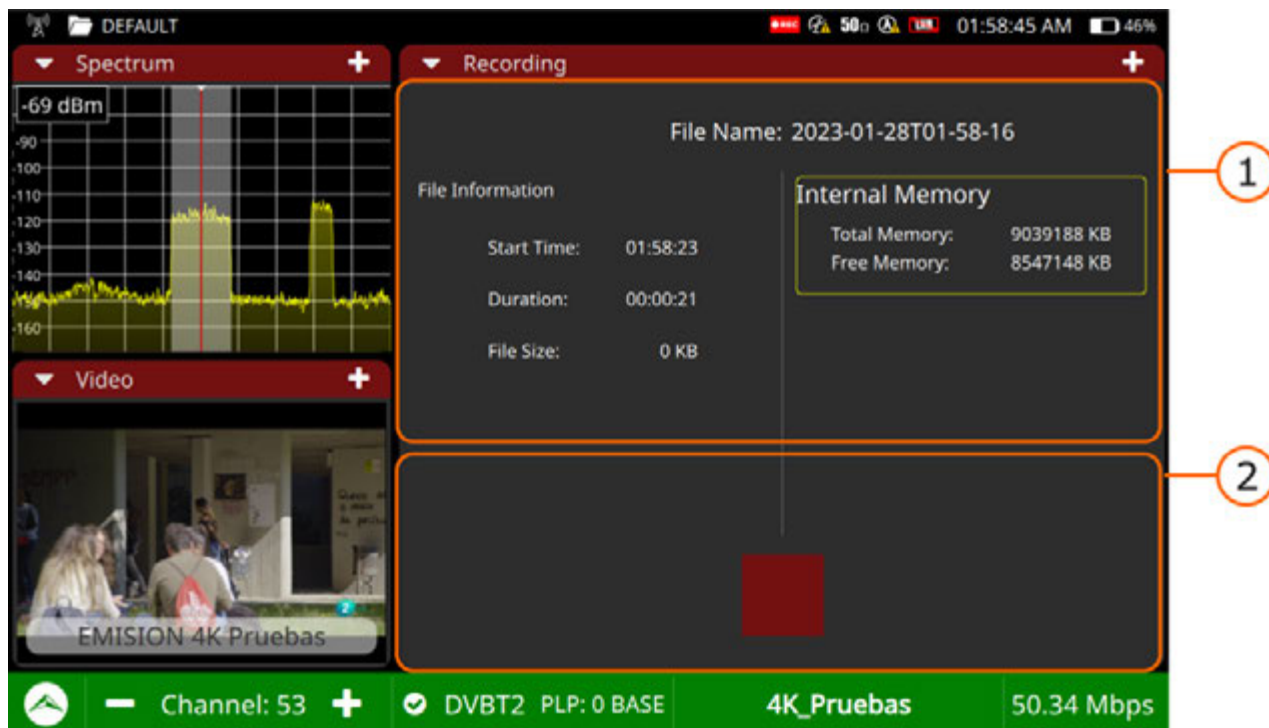 DEFAULT
REC 50Ω 01:58:45 AM 46%
Spectrum
-69 dBm
-90
-100
-110
-120
-130
-140
-160
Video
EMISION 4K Pruebas
Recording
File Name: 2023-01-28T01-58-16
File Information
Start Time: 01:58:23
Duration: 00:00:21
File Size: 0 KB
Internal Memory
Total Memory: 9039188 KB
Free Memory: 8547148 KB
1
2
Channel: 53
DVBT2 PLP: 0 BASE
4K_Pruebas
50.34 Mbps